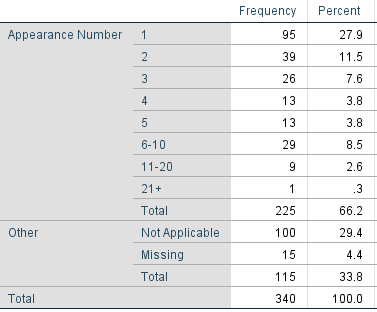 Frequency Percent
Appearance Number 1 95 27.9
2 39 11.5
3 26 7.6
4 13 3.8
5 13 3.8
6-10 29 8.5
11-20 9 2.6
21+ 1 .3
Total 225 66.2
Other Not Applicable 100 29.4
Missing 15 4.4
Total 115 33.8
Total 340 100.0